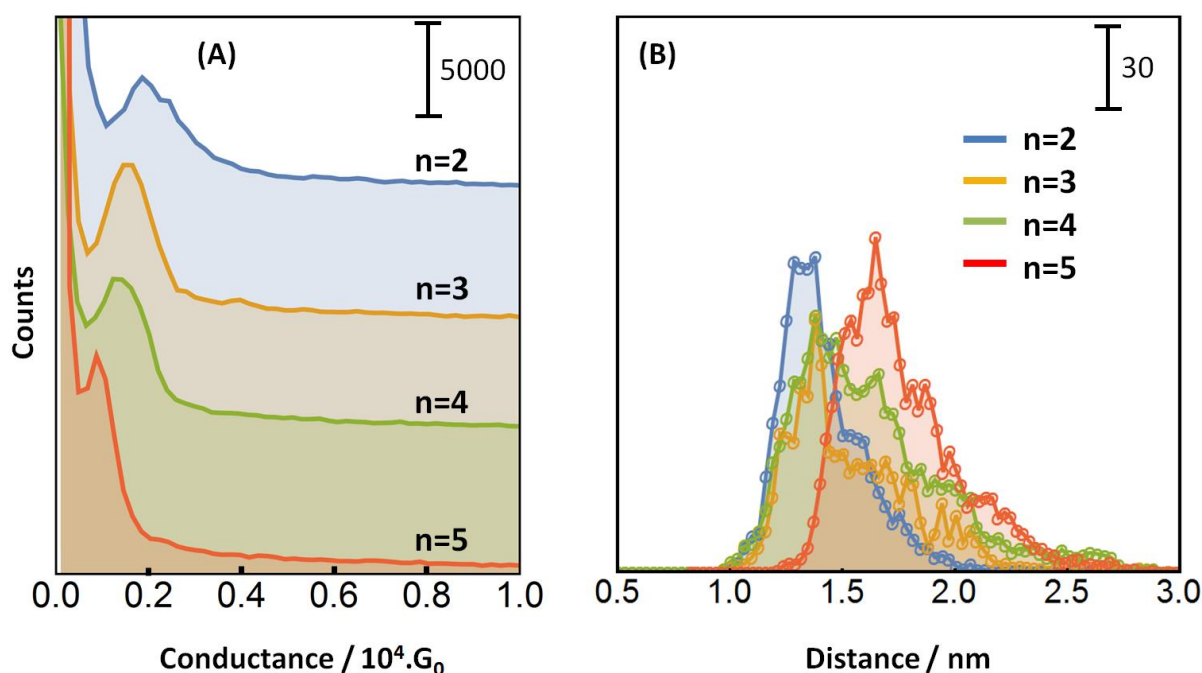 (A)
5000
n=2
n=3
n=4
n=5
Counts
0.0 0.2 0.4 0.6 0.8 1.0
Conductance / 10⁴.G₀
(B)
30
n=2
n=3
n=4
n=5
0.5 1.0 1.5 2.0 2.5 3.0
Distance / nm